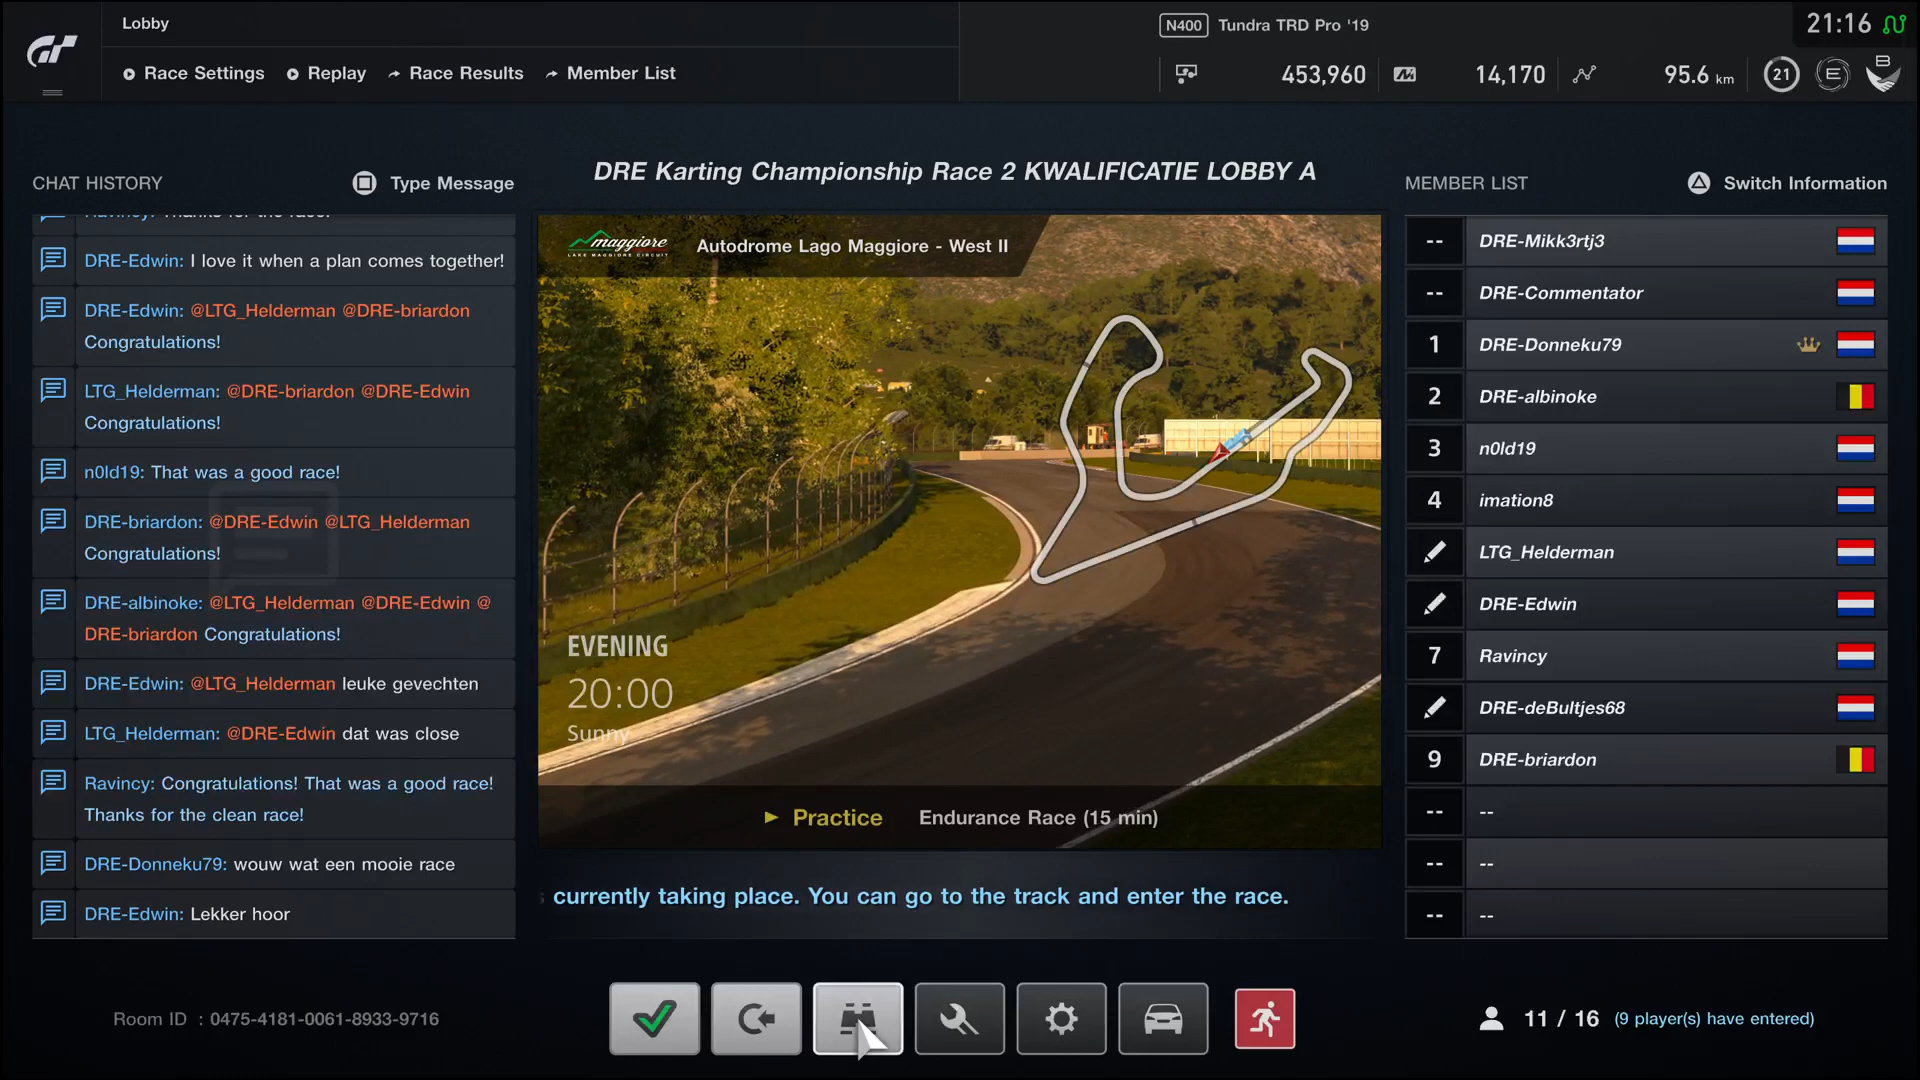 Lobby
N400 Tundra TRD Pro '19
21:16
Race Settings Replay Race Results Member List
453,960 14,170 95.6 km 21 E B
DRE Karting Championship Race 2 KWALIFICATIE LOBBY A
CHAT HISTORY
Type Message
Ravincy: Thanks for the race!
DRE-Edwin: I love it when a plan comes together!
DRE-Edwin: @LTG_Helderman @DRE-briardon
Congratulations!
LTG_Helderman: @DRE-briardon @DRE-Edwin
Congratulations!
n0ld19: That was a good race!
DRE-briardon: @DRE-Edwin @LTG_Helderman
Congratulations!
DRE-albinoke: @LTG_Helderman @DRE-Edwin @
DRE-briardon Congratulations!
DRE-Edwin: @LTG_Helderman leuke gevechten
LTG_Helderman: @DRE-Edwin dat was close
Ravincy: Congratulations! That was a good race!
Thanks for the clean race!
DRE-Donneku79: wouw wat een mooie race
DRE-Edwin: Lekker hoor
maggiore
LAKE MAGGIORE CIRCUIT
Autodrome Lago Maggiore - West II
EVENING
20:00
Sunny
Practice Endurance Race (15 min)
currently taking place. You can go to the track and enter the race.
MEMBER LIST
Switch Information
-- DRE-Mikk3rtj3
-- DRE-Commentator
1 DRE-Donneku79
2 DRE-albinoke
3 n0ld19
4 imation8
LTG_Helderman
DRE-Edwin
7 Ravincy
DRE-deBultjes68
9 DRE-briardon
-- --
-- --
-- --
Room ID : 0475-4181-0061-8933-9716
11 / 16 (9 player(s) have entered)